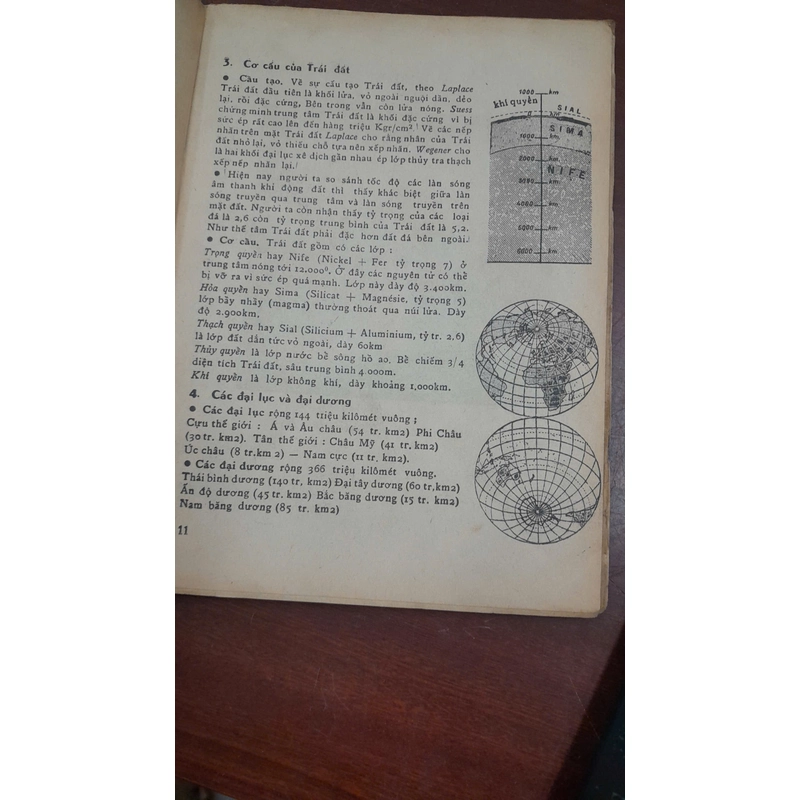 3. Cơ cấu của Trái đất
● Cấu tạo. Về sự cấu tạo Trái đất, theo Laplace
Trái đất đầu tiên là khối lửa, vỏ ngoài nguội dần, dẻo
lại, rồi đặc cứng, Bên trong vẫn còn lửa nóng. Suess
chứng minh trung tâm Trái đất là khối đặc cứng vì bị
sức ép rất cao lên đến hàng triệu Kgr/cm² Về các nếp
nhăn trên mặt Trái đất Laplace cho rằng nhăn của Trái
đất nhỏ lại, vỏ thiếu chỗ tựa nên xếp nhăn. Wegener cho
là hai khối đại lục xê dịch gần nhau ép lớp thủy tra thạch
xếp nếp nhăn lại.
● Hiện nay người ta so sánh tốc độ các làn sóng
âm thanh khi động đất thì thấy khác biệt giữa làn
sóng truyền qua trung tâm và làn sóng truyền trên
mặt đất. Người ta còn nhận thấy tỷ trọng của các loại
đá là 2,6 còn tỷ trọng trung bình của Trái đất là 5,2.
Như thế tâm Trái đất phải đặc hơn đất đá bên ngoài.
● Cơ cấu. Trái đất gồm có các lớp :
Trọng quyển hay Nife (Nickel + Fer tỷ trọng 7) ở
trung tâm nóng tới 12.000°. Ở đây các nguyên tử có thể
bị vỡ ra vì sức ép quá mạnh. Lớp này dày độ 3.400km.
Hỏa quyển hay Sima (Silicat + Magnésie, tỷ trọng 5)
lớp bầy nhầy (magma) thường thoát qua núi lửa. Dày
độ 2.900km.
Thạch quyển hay Sial (Silicium + Aluminium, tỷ tr. 2,6)
là lớp đất dẫn tức vỏ ngoài, dày 60km
Thủy quyển là lớp nước bể sông hồ ao. Bể chiếm 3/4
diện tích Trái đất, sâu trung bình 4.000m.
Khí quyển là lớp không khí, dày khoảng 1,000km.
4. Các đại lục và đại dương
● Các đại lục rộng 144 triệu kilômét vuông ;
Cựu thế giới : Á và Âu châu (54 tr. km2) Phi Châu
(30 tr. km2). Tân thế giới : Châu Mỹ (41 tr. km2)
Úc châu (8 tr.km 2) — Nam cực (11 tr. km2).
● Các đại dương rộng 366 triệu kilômét vuông.
Thái bình dương (140 tr. km2) Đại tây dương (60 tr.km2)
Ấn độ dương (45 tr. km2) Bắc băng dương (15 tr. km2)
Nam băng dương (85 tr. km2)
11
1000 km
khí quyển
SIAL
0 km
SIMA
1000 km
2000 km
NIFE
3000 km
4000 km
5000 km
6000 km